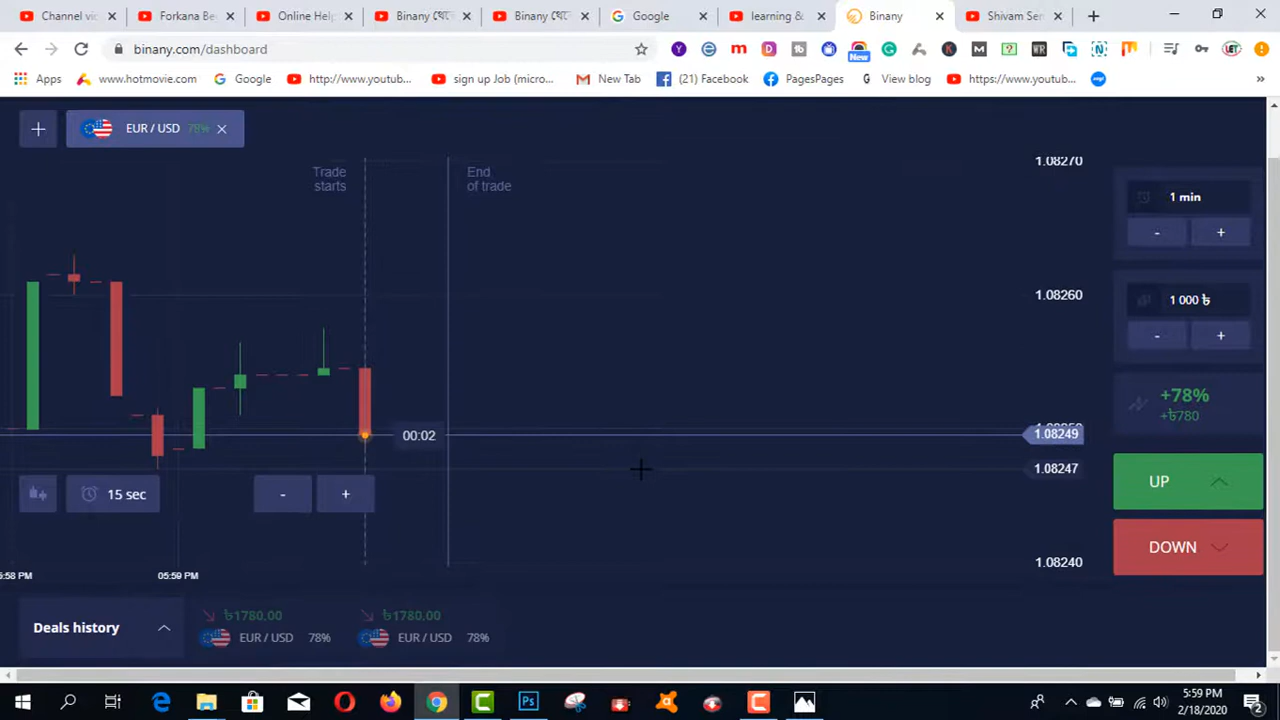 Channel vi
Forkana Be
Online Help
Binany
Binany
Google
learning &
Binany
Shivam Ser
binany.com/dashboard
New
Apps
www.hotmovie.com
Google
http://www.youtub...
sign up Job (micro...
New Tab
(21) Facebook
PagesPages
View blog
https://www.youtub...
EUR / USD 78%
Trade
starts
End
of trade
1.08270
1 min
- +
1.08260
1 000 ৳
- +
+78%
+৳780
00:02
1.08249
1.08247
UP
15 sec
- +
DOWN
1.08240
5:58 PM
05:59 PM
Deals history
৳1780,00
EUR / USD 78%
৳1780,00
EUR / USD 78%
5:59 PM
2/18/2020
2